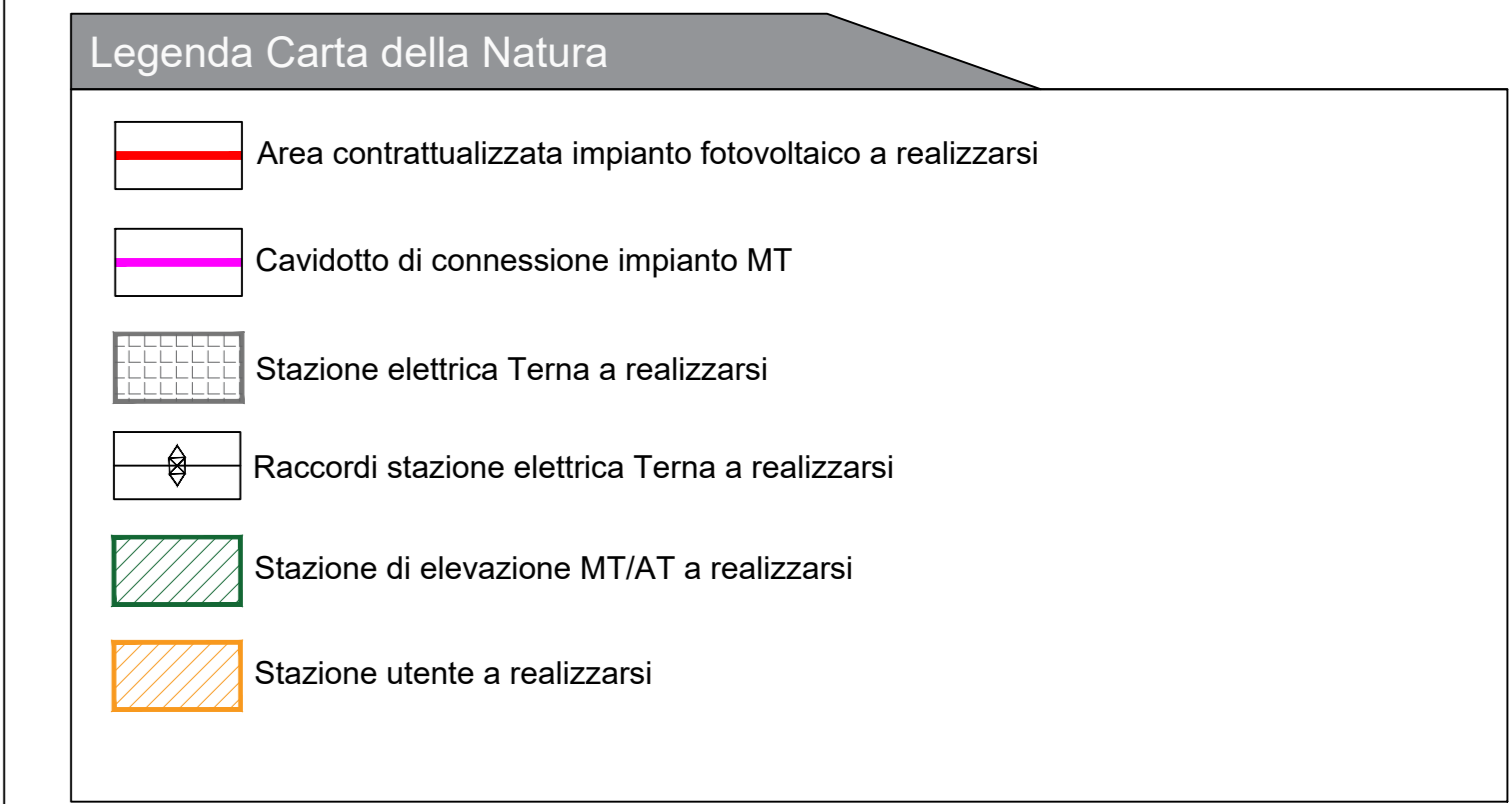 Legenda Carta della Natura
Area contrattualizzata impianto fotovoltaico a realizzarsi
Cavidotto di connessione impianto MT
Stazione elettrica Terna a realizzarsi
Raccordi stazione elettrica Terna a realizzarsi
Stazione di elevazione MT/AT a realizzarsi
Stazione utente a realizzarsi